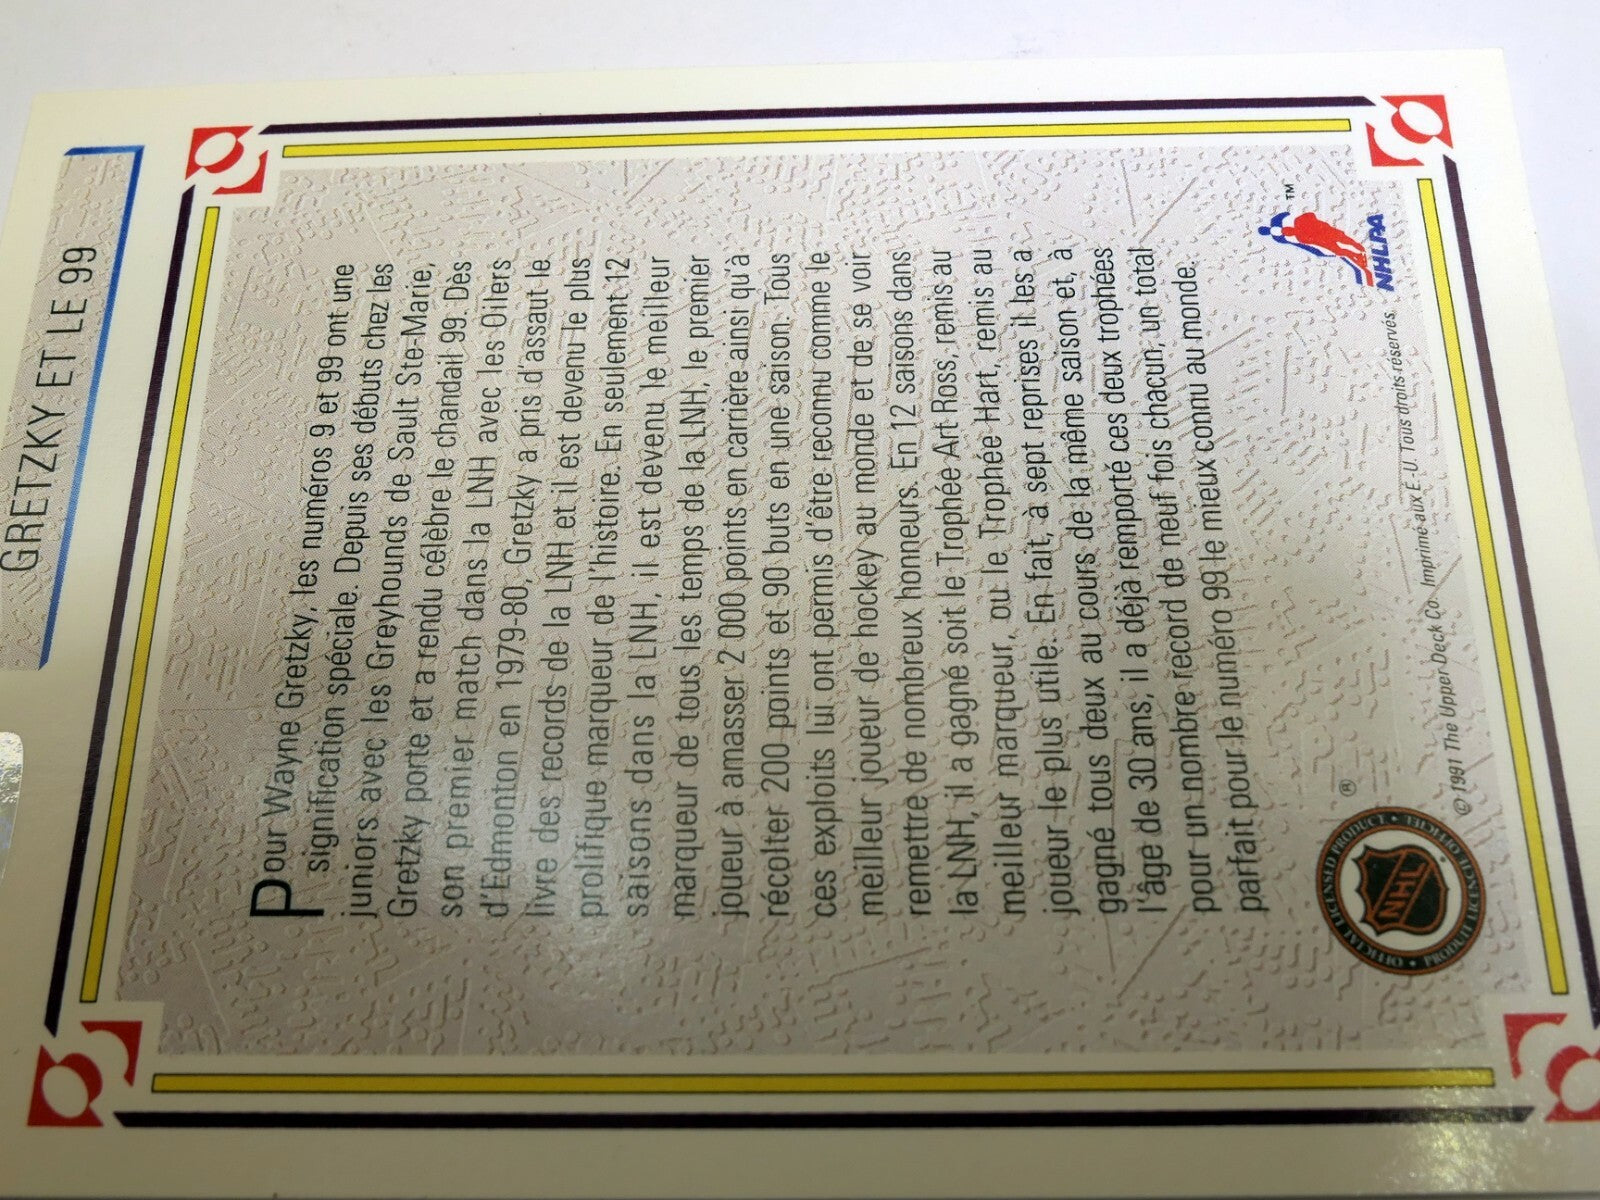 GRETZKY ET LE 99
Pour Wayne Gretzky, les numéros 9 et 99 ont une
signification spéciale. Depuis ses débuts chez les
juniors avec les Greyhounds de Sault Ste-Marie,
Gretzky porte et a rendu célèbre le chandail 99. Dès
son premier match dans la LNH avec les Oilers
d'Edmonton en 1979-80, Gretzky a pris d'assaut le
livre des records de la LNH et il est devenu le plus
prolifique marqueur de l'histoire. En seulement 12
saisons dans la LNH, il est devenu le meilleur
marqueur de tous les temps de la LNH, le premier
joueur à amasser 2 000 points en carrière ainsi qu'à
récolter 200 points et 90 buts en une saison. Tous
ces exploits lui ont permis d'être reconnu comme le
meilleur joueur de hockey au monde et de se voir
remettre de nombreux honneurs. En 12 saisons dans
la LNH, il a gagné soit le Trophée Art Ross, remis au
meilleur marqueur, ou le Trophée Hart, remis au
joueur le plus utile. En fait, à sept reprises il les a
gagné tous deux au cours de la même saison et, à
l'âge de 30 ans, il a déjà remporté ces deux trophées
pour un nombre record de neuf fois chacun, un total
parfait pour le numéro 99 le mieux connu au monde.
OFFICIAL LICENSED PRODUCT • PRODUIT LICENCIÉ OFFICIEL •
NHL
®
© 1991 The Upper Deck Co. Imprimé aux É.-U. Tous droits réservés.
NHLPA
TM